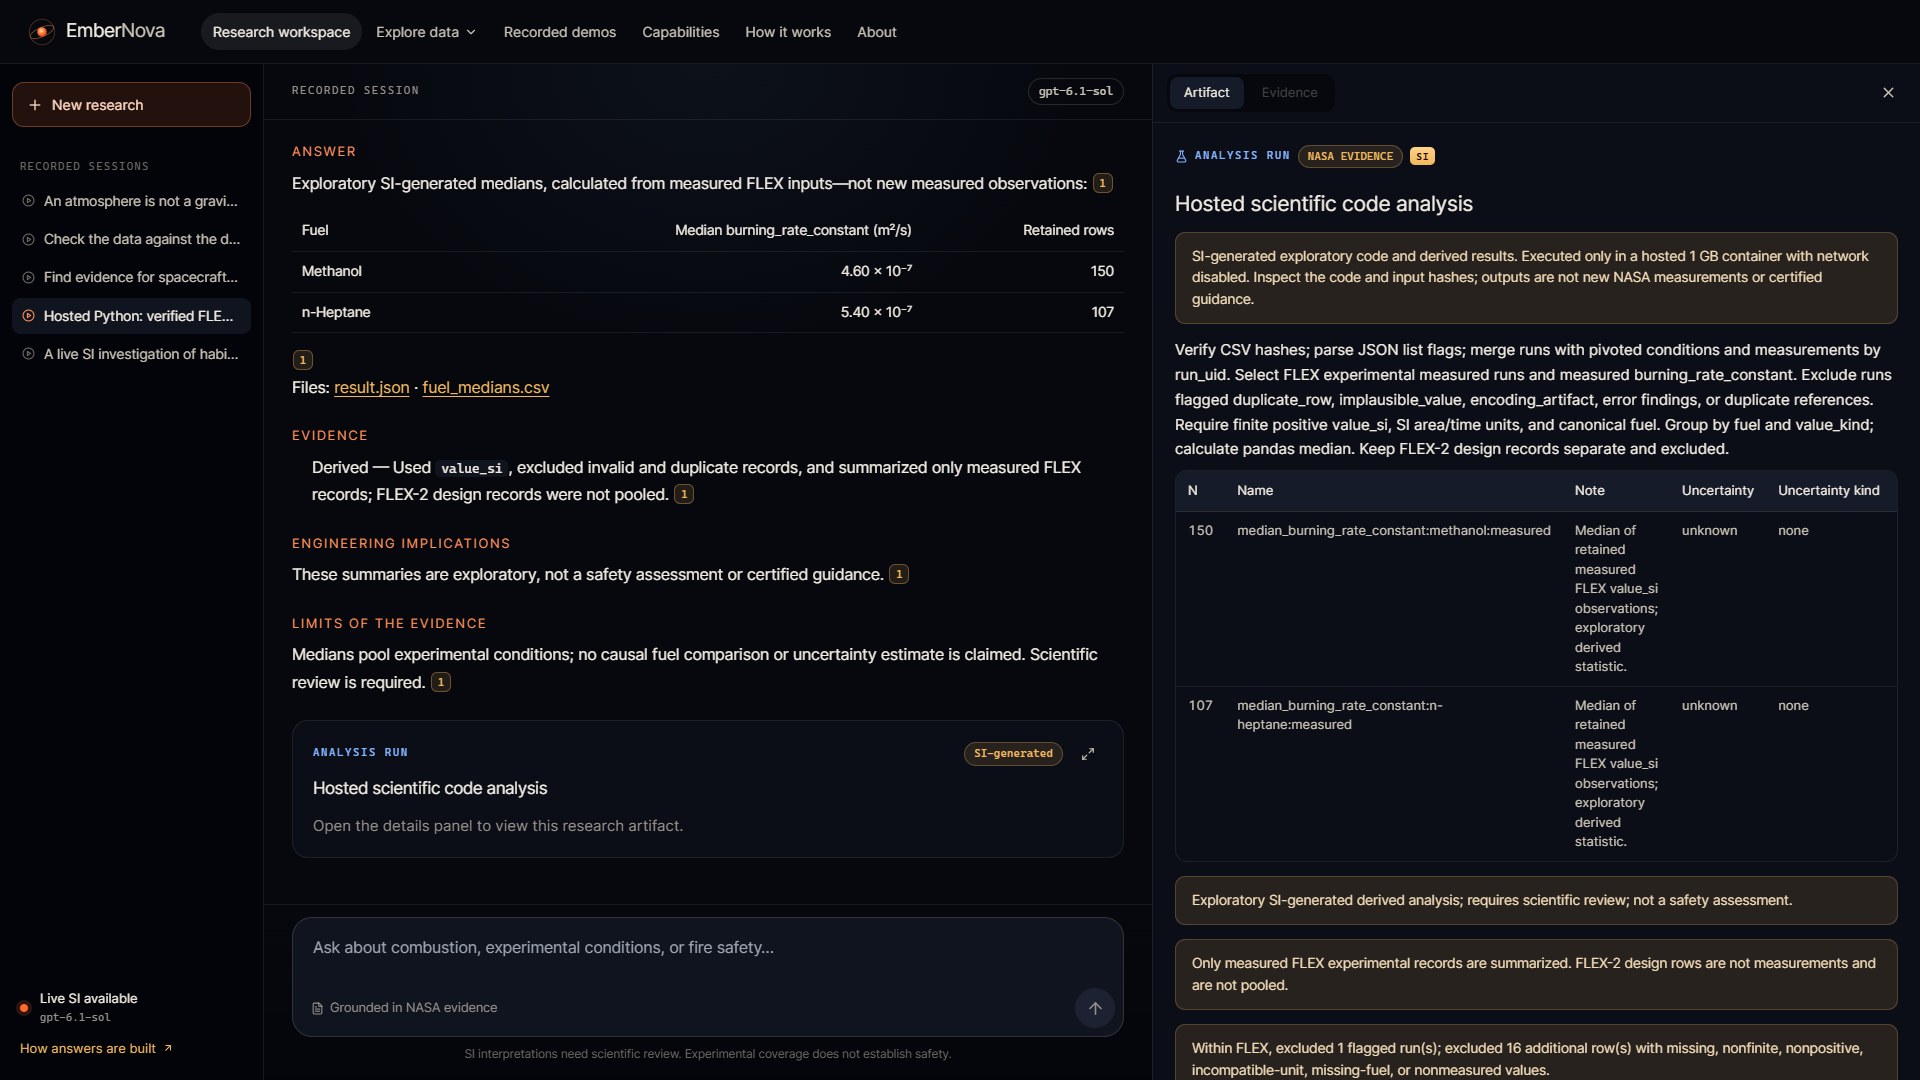 EmberNova
Research workspace
Explore data
Recorded demos
Capabilities
How it works
About
New research
RECORDED SESSIONS
An atmosphere is not a gravi...
Check the data against the d...
Find evidence for spacecraft...
Hosted Python: verified FLE...
A live SI investigation of habi...
Live SI available
gpt-6.1-sol
How answers are built
RECORDED SESSION
gpt-6.1-sol
ANSWER
Exploratory SI-generated medians, calculated from measured FLEX inputs—not new measured observations: 1
Fuel Median burning_rate_constant (m²/s) Retained rows
Methanol 4.60 × 10⁻⁷ 150
n-Heptane 5.40 × 10⁻⁷ 107
1
Files: result.json · fuel_medians.csv
EVIDENCE
Derived — Used value_si , excluded invalid and duplicate records, and summarized only measured FLEX
records; FLEX-2 design records were not pooled. 1
ENGINEERING IMPLICATIONS
These summaries are exploratory, not a safety assessment or certified guidance. 1
LIMITS OF THE EVIDENCE
Medians pool experimental conditions; no causal fuel comparison or uncertainty estimate is claimed. Scientific
review is required. 1
ANALYSIS RUN
SI-generated
Hosted scientific code analysis
Open the details panel to view this research artifact.
Ask about combustion, experimental conditions, or fire safety...
Grounded in NASA evidence
SI interpretations need scientific review. Experimental coverage does not establish safety.
Artifact
Evidence
ANALYSIS RUN NASA EVIDENCE SI
Hosted scientific code analysis
SI-generated exploratory code and derived results. Executed only in a hosted 1 GB container with network
disabled. Inspect the code and input hashes; outputs are not new NASA measurements or certified
guidance.
Verify CSV hashes; parse JSON list flags; merge runs with pivoted conditions and measurements by
run_uid. Select FLEX experimental measured runs and measured burning_rate_constant. Exclude runs
flagged duplicate_row, implausible_value, encoding_artifact, error findings, or duplicate references.
Require finite positive value_si, SI area/time units, and canonical fuel. Group by fuel and value_kind;
calculate pandas median. Keep FLEX-2 design records separate and excluded.
N Name Note Uncertainty Uncertainty kind
150 median_burning_rate_constant:methanol:measured Median of unknown none
retained
measured
FLEX value_si
observations;
exploratory
derived
statistic.
107 median_burning_rate_constant:n- Median of unknown none
heptane:measured retained
measured
FLEX value_si
observations;
exploratory
derived
statistic.
Exploratory SI-generated derived analysis; requires scientific review; not a safety assessment.
Only measured FLEX experimental records are summarized. FLEX-2 design rows are not measurements and
are not pooled.
Within FLEX, excluded 1 flagged run(s); excluded 16 additional row(s) with missing, nonfinite, nonpositive,
incompatible-unit, missing-fuel, or nonmeasured values.